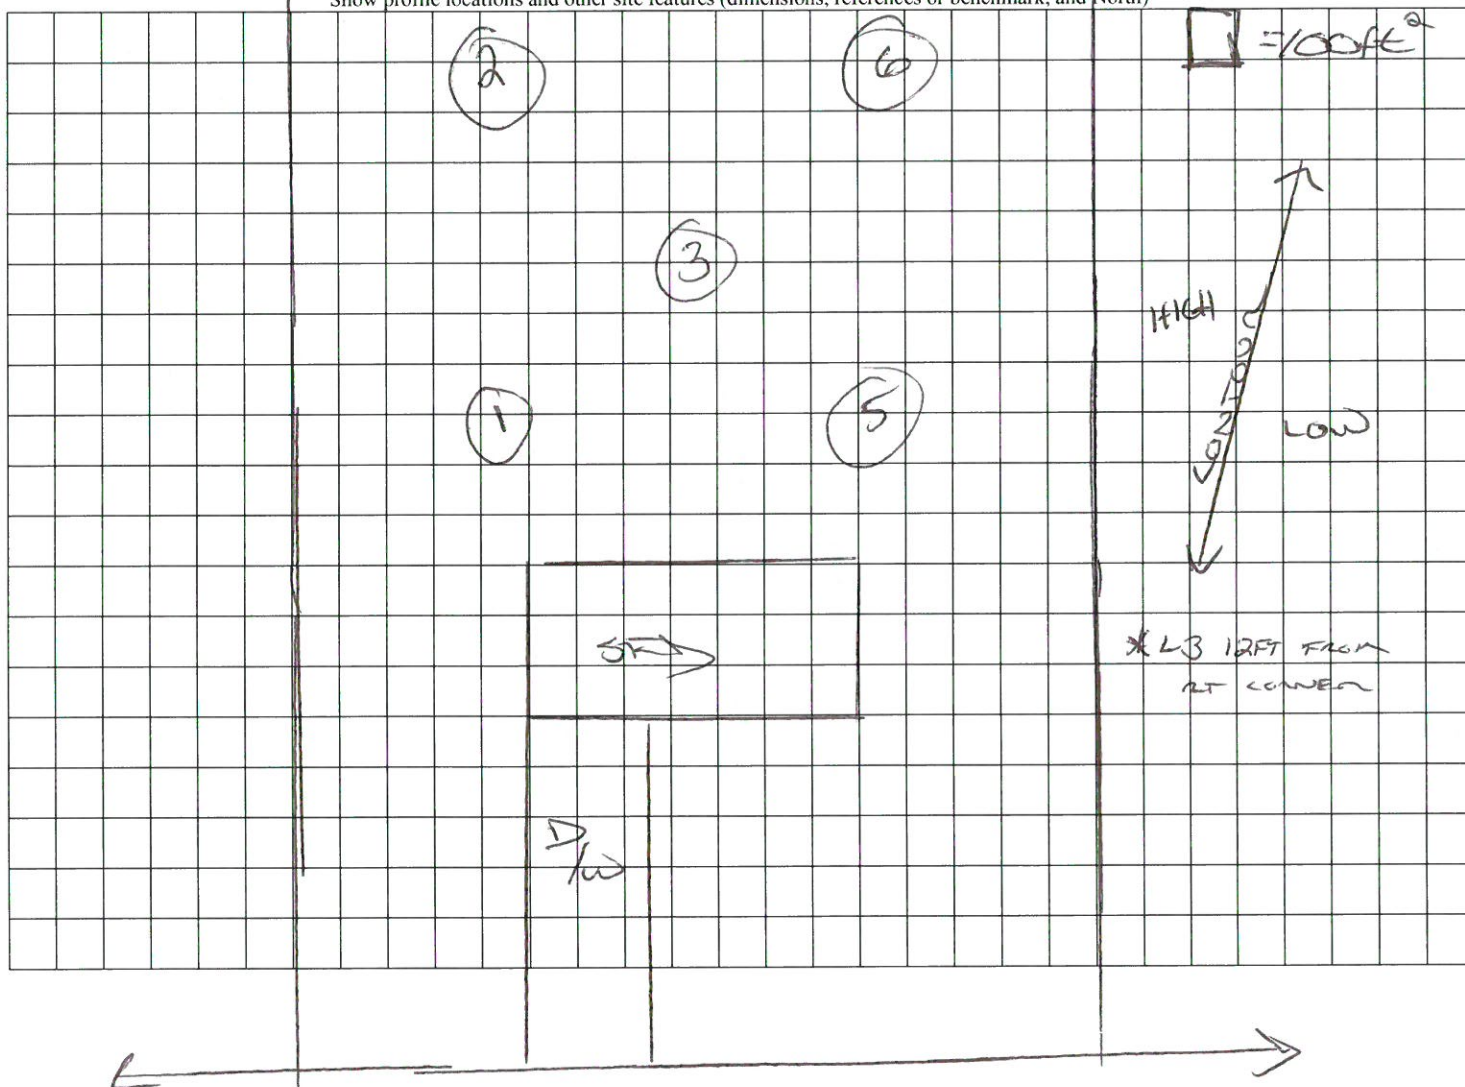 Show profile locations and other site features (dimensions, references or benchmark, and North)
= 100ft²
2
6
3
HIGH
1
5
LOW
* L3 12FT FROM
RT CORNER
D/W